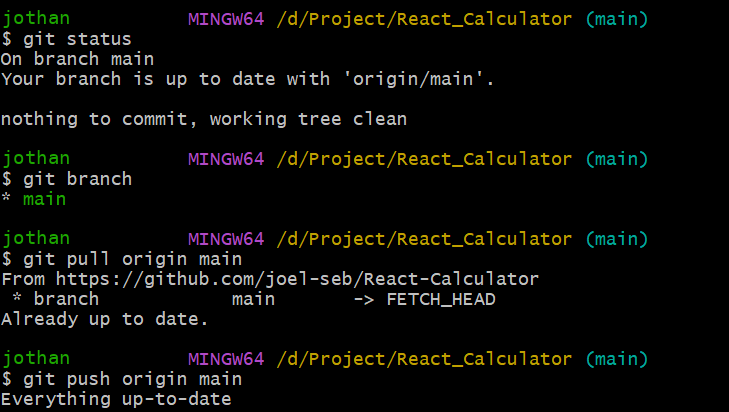 jothan MINGW64 /d/Project/React_Calculator (main)
$ git status
On branch main
Your branch is up to date with 'origin/main'.
nothing to commit, working tree clean
jothan MINGW64 /d/Project/React_Calculator (main)
$ git branch
* main
jothan MINGW64 /d/Project/React_Calculator (main)
$ git pull origin main
From https://github.com/joel-seb/React-Calculator
 * branch            main       -> FETCH_HEAD
Already up to date.
jothan MINGW64 /d/Project/React_Calculator (main)
$ git push origin main
Everything up-to-date